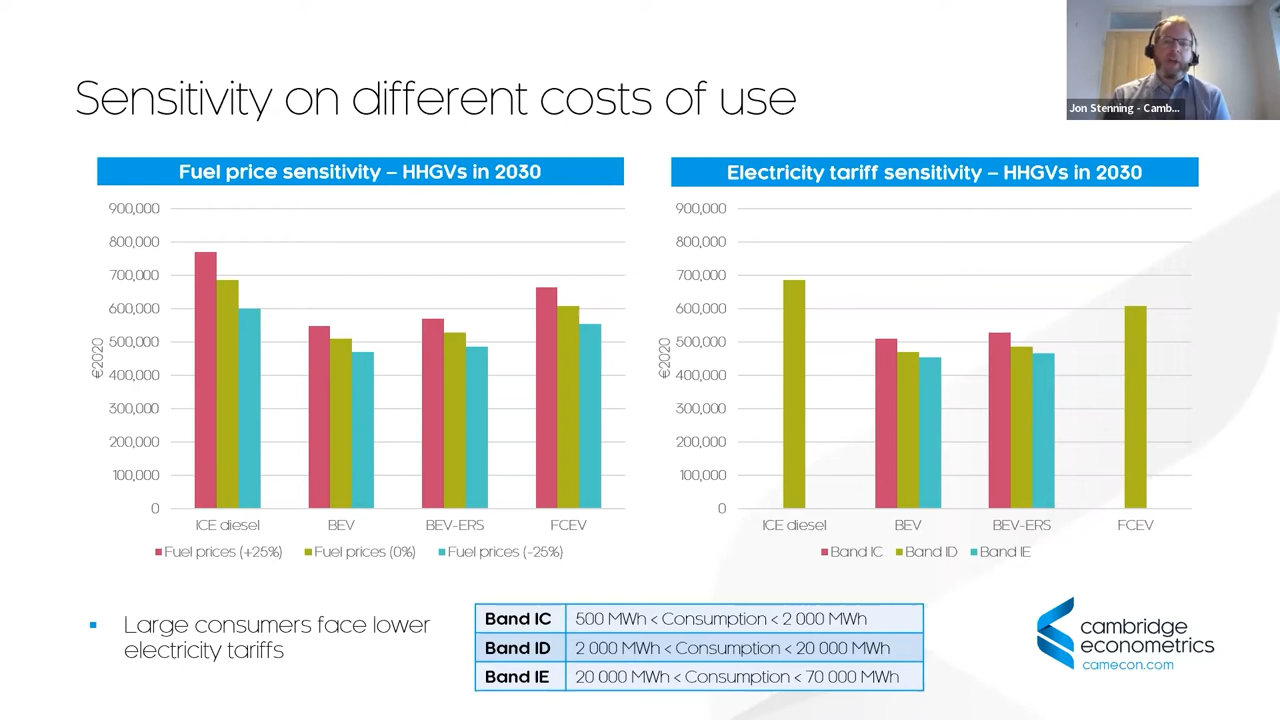 Jon Stenning - Camb...
Sensitivity on different costs of use
Fuel price sensitivity – HHGVs in 2030
900,000
800,000
700,000
600,000
500,000
400,000
300,000
200,000
100,000
0
€2020
ICE diesel BEV BEV-ERS FCEV
Fuel prices (+25%) Fuel prices (0%) Fuel prices (-25%)
Electricity tariff sensitivity – HHGVs in 2030
900,000
800,000
700,000
600,000
500,000
400,000
300,000
200,000
100,000
0
€2020
ICE diesel BEV BEV-ERS FCEV
Band IC Band ID Band IE
Large consumers face lower
electricity tariffs
Band IC 500 MWh < Consumption < 2 000 MWh
Band ID 2 000 MWh < Consumption < 20 000 MWh
Band IE 20 000 MWh < Consumption < 70 000 MWh
cambridge
econometrics
camecon.com